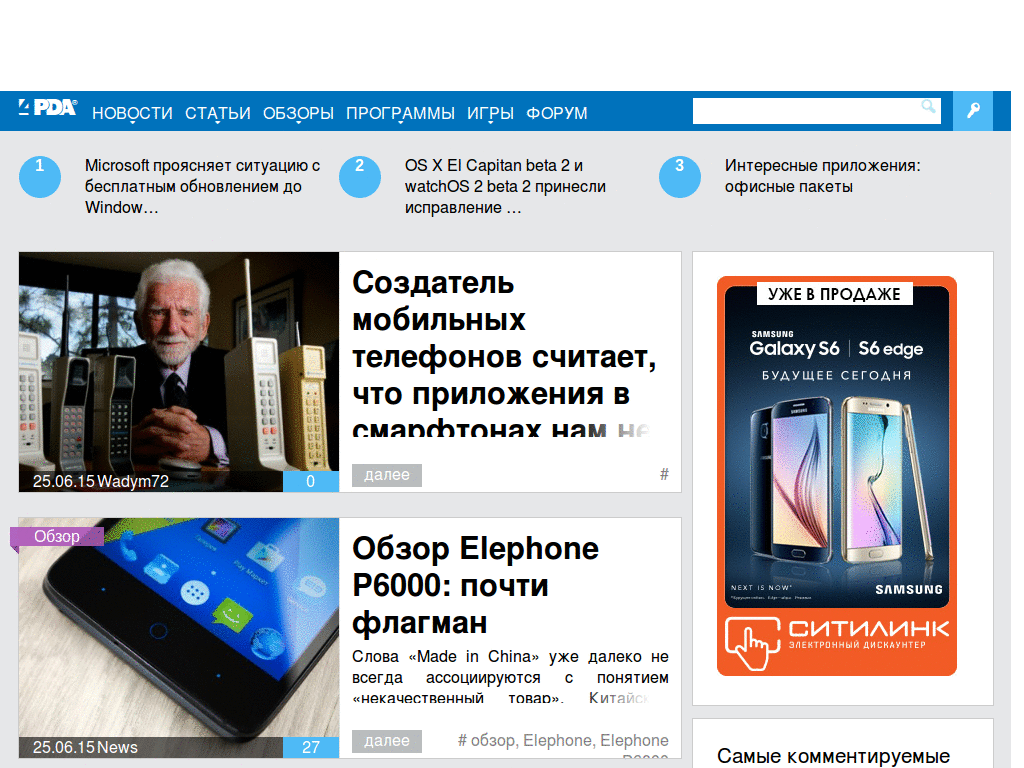 4PDA®
НОВОСТИ СТАТЬИ ОБЗОРЫ ПРОГРАММЫ ИГРЫ ФОРУМ
1
Microsoft проясняет ситуацию с
бесплатным обновлением до
Window…
2
OS X El Capitan beta 2 и
watchOS 2 beta 2 принесли
исправление …
3
Интересные приложения:
офисные пакеты
Создатель
мобильных
телефонов считает,
что приложения в
смартфонах нам не
25.06.15 Wadym72
0
далее
#
Обзор
Обзор Elephone
P6000: почти
флагман
Слова «Made in China» уже далеко не
всегда ассоциируются с понятием
«некачественный товар». Китайск
25.06.15 News
27
далее
# обзор, Elephone, Elephone
P6000
УЖЕ В ПРОДАЖЕ
SAMSUNG
Galaxy S6 | S6 edge
БУДУЩЕЕ СЕГОДНЯ
NEXT IS NOW*
SAMSUNG
СИТИЛИНК
ЭЛЕКТРОННЫЙ ДИСКАУНТЕР
Самые комментируемые